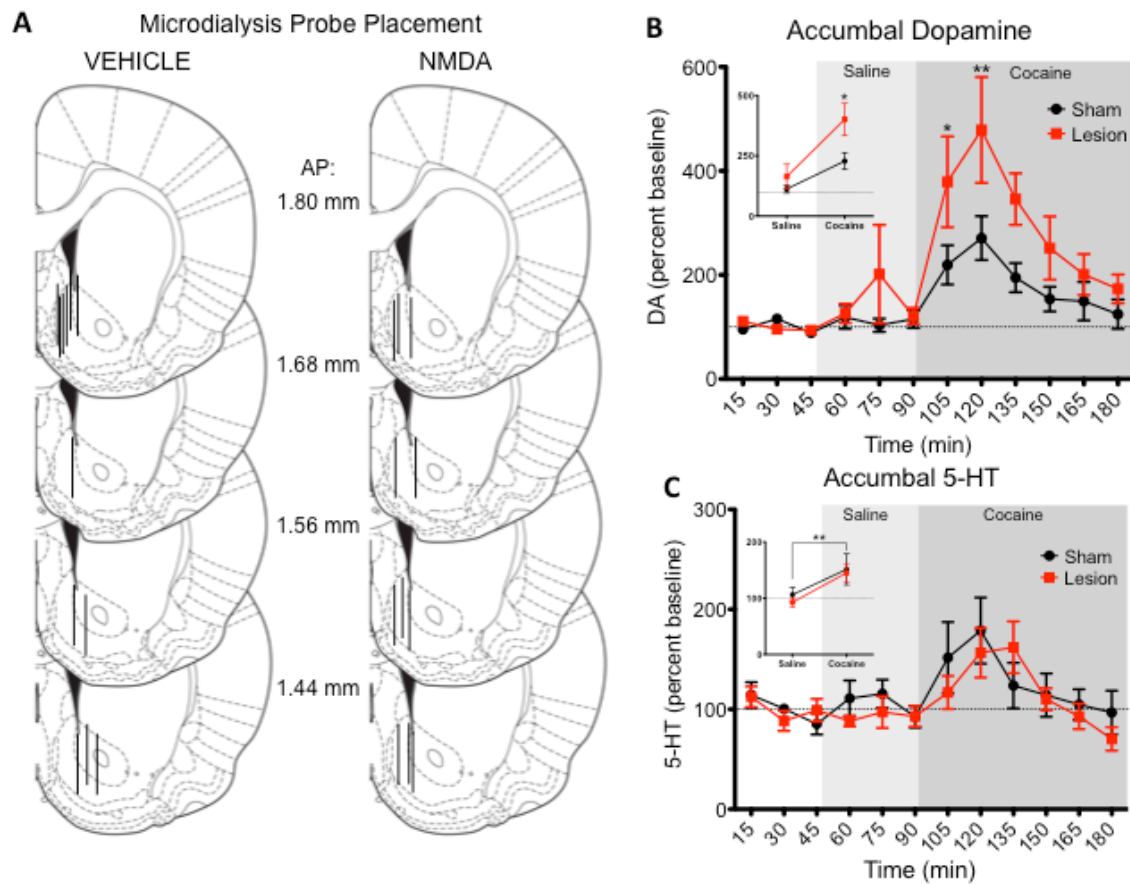 A
Microdialysis Probe Placement
VEHICLE
NMDA
AP:
1.80 mm
1.68 mm
1.56 mm
1.44 mm
B
Accumbal Dopamine
Saline
Cocaine
Sham
Lesion
*
**
DA (percent baseline)
600
400
200
0
500
250
0
*
Saline
Cocaine
15
30
45
60
75
90
105
120
135
150
165
180
Time (min)
C
Accumbal 5-HT
Saline
Cocaine
Sham
Lesion
5-HT (percent baseline)
300
200
100
0
200
100
0
**
Saline
Cocaine
15
30
45
60
75
90
105
120
135
150
165
180
Time (min)